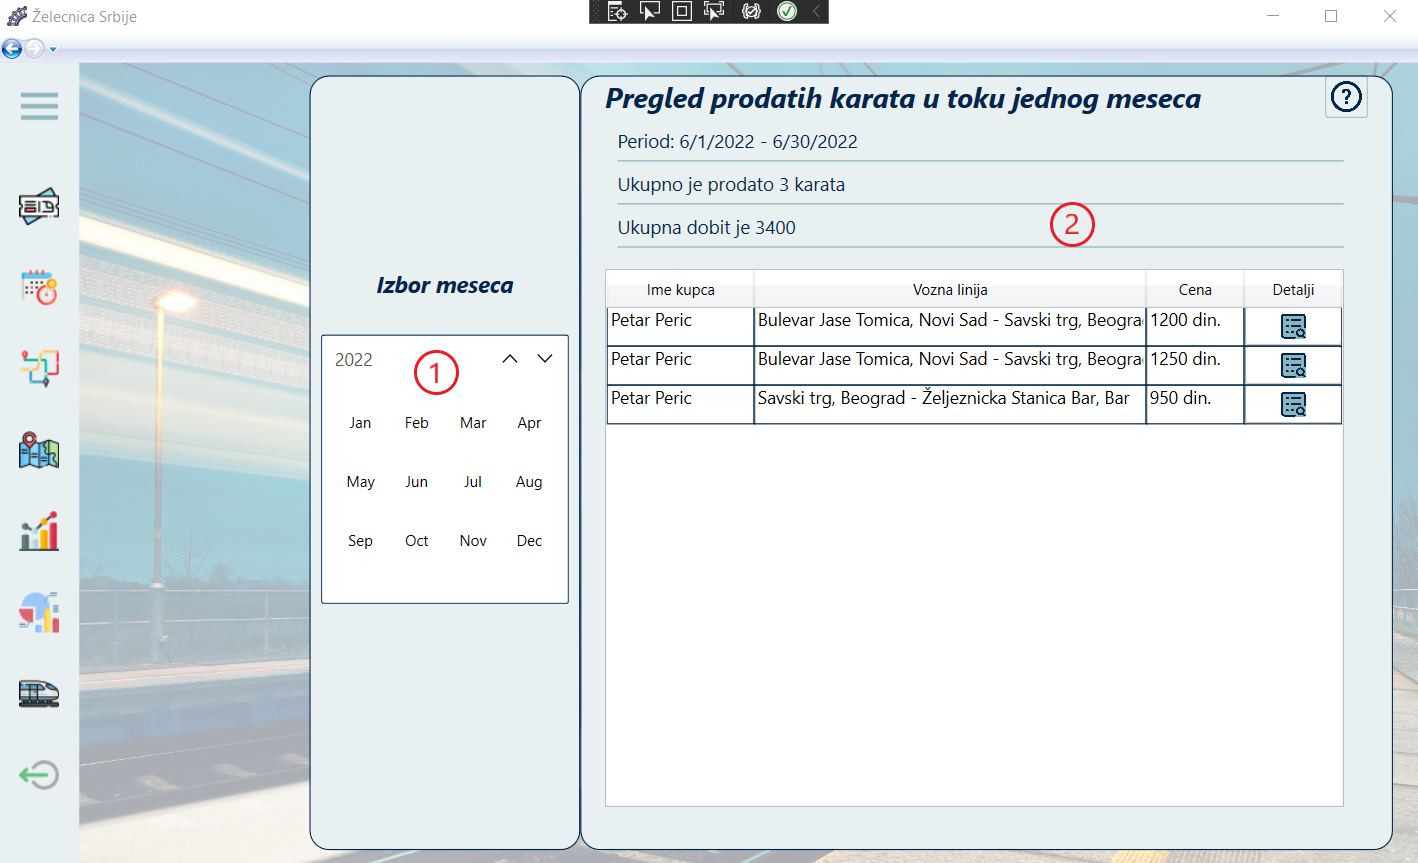 Želecnica Srbije
Izbor meseca
2022
1
Jan Feb Mar Apr
May Jun Jul Aug
Sep Oct Nov Dec
Pregled prodatih karata u toku jednog meseca
?
Period: 6/1/2022 - 6/30/2022
Ukupno je prodato 3 karata
Ukupna dobit je 3400
2
Ime kupca Vozna linija Cena Detalji
Petar Peric Bulevar Jase Tomica, Novi Sad - Savski trg, Beogra 1200 din.
Petar Peric Bulevar Jase Tomica, Novi Sad - Savski trg, Beogra 1250 din.
Petar Peric Savski trg, Beograd - Željeznicka Stanica Bar, Bar 950 din.